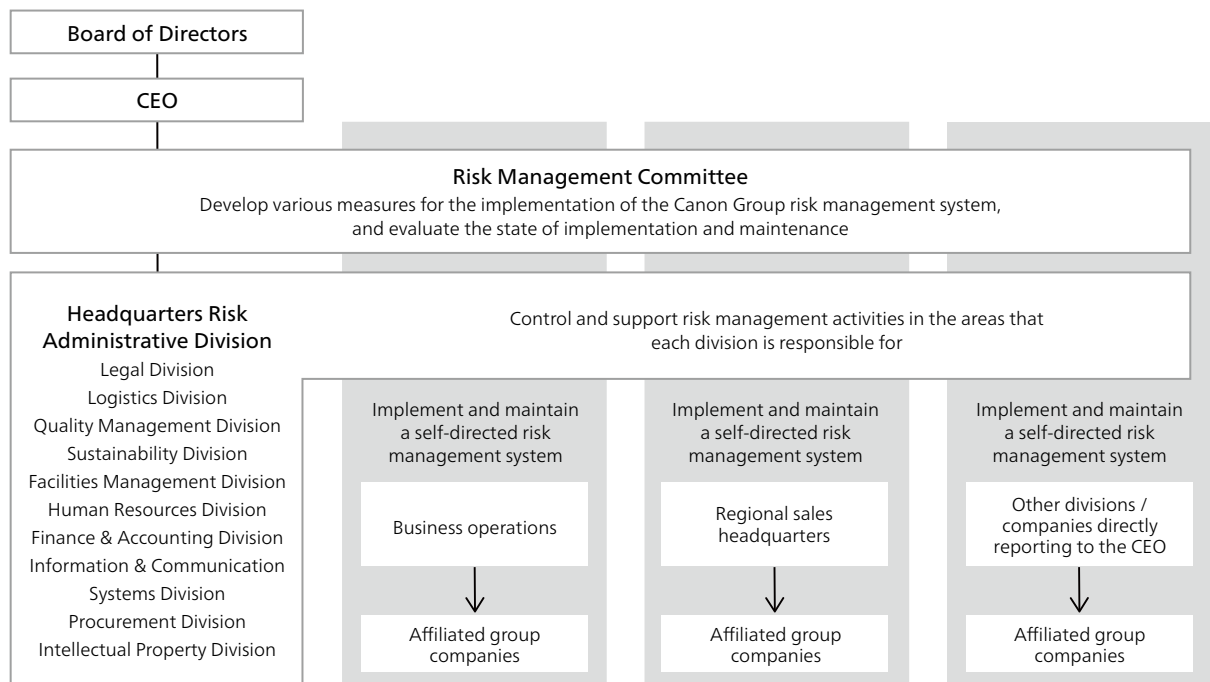 Board of Directors
CEO
Risk Management Committee
Develop various measures for the implementation of the Canon Group risk management system,
and evaluate the state of implementation and maintenance
Headquarters Risk
Administrative Division
Legal Division
Logistics Division
Quality Management Division
Sustainability Division
Facilities Management Division
Human Resources Division
Finance & Accounting Division
Information & Communication
Systems Division
Procurement Division
Intellectual Property Division
Control and support risk management activities in the areas that
each division is responsible for
Implement and maintain
a self-directed risk
management system
Business operations
Affiliated group
companies
Implement and maintain
a self-directed risk
management system
Regional sales
headquarters
Affiliated group
companies
Implement and maintain
a self-directed risk
management system
Other divisions /
companies directly
reporting to the CEO
Affiliated group
companies